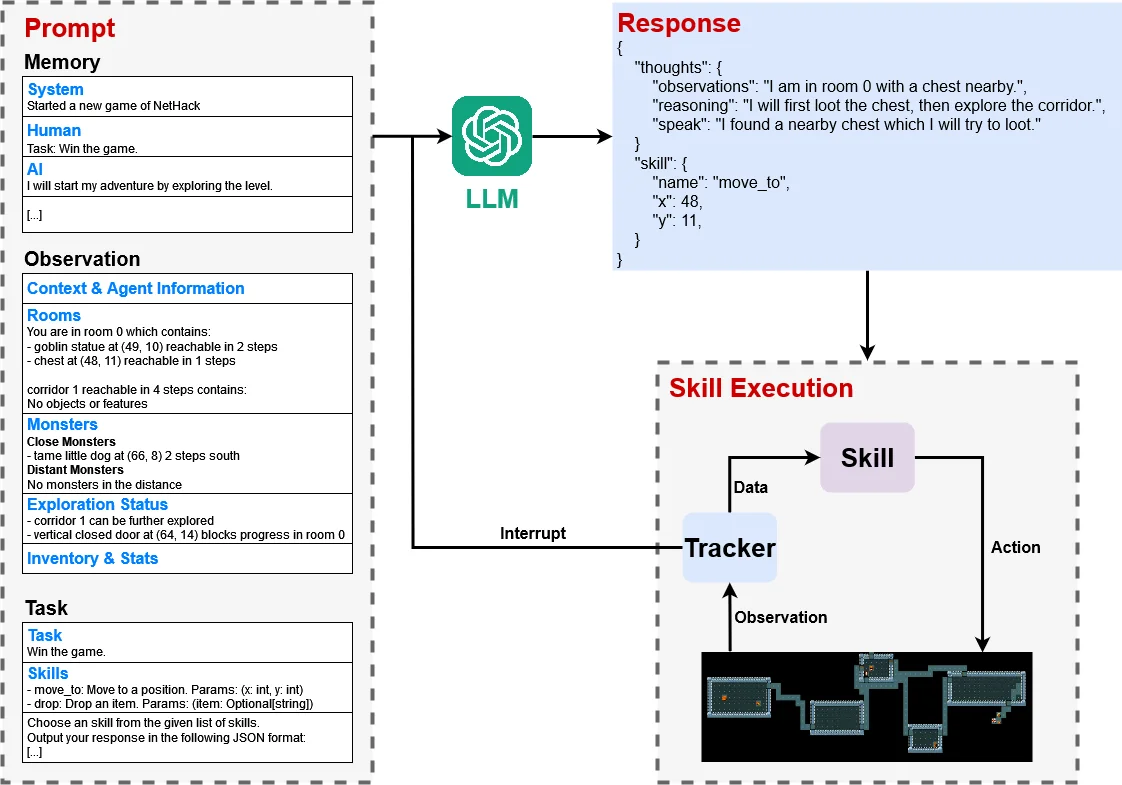 Prompt
Memory
System
Started a new game of NetHack
Human
Task: Win the game.
AI
I will start my adventure by exploring the level.
[...]
Observation
Context & Agent Information
Rooms
You are in room 0 which contains:
- goblin statue at (49, 10) reachable in 2 steps
- chest at (48, 11) reachable in 1 steps
corridor 1 reachable in 4 steps contains:
No objects or features
Monsters
Close Monsters
- tame little dog at (66, 8) 2 steps south
Distant Monsters
No monsters in the distance
Exploration Status
- corridor 1 can be further explored
- vertical closed door at (64, 14) blocks progress in room 0
Inventory & Stats
Task
Task
Win the game.
Skills
- move_to: Move to a position. Params: (x: int, y: int)
- drop: Drop an item. Params: (item: Optional[string])
Choose an skill from the given list of skills.
Output your response in the following JSON format:
[...]
LLM
Response
{
"thoughts": {
"observations": "I am in room 0 with a chest nearby.",
"reasoning": "I will first loot the chest, then explore the corridor.",
"speak": "I found a nearby chest which I will try to loot."
}
"skill": {
"name": "move_to",
"x": 48,
"y": 11,
}
}
Skill Execution
Skill
Data
Interrupt
Tracker
Action
Observation